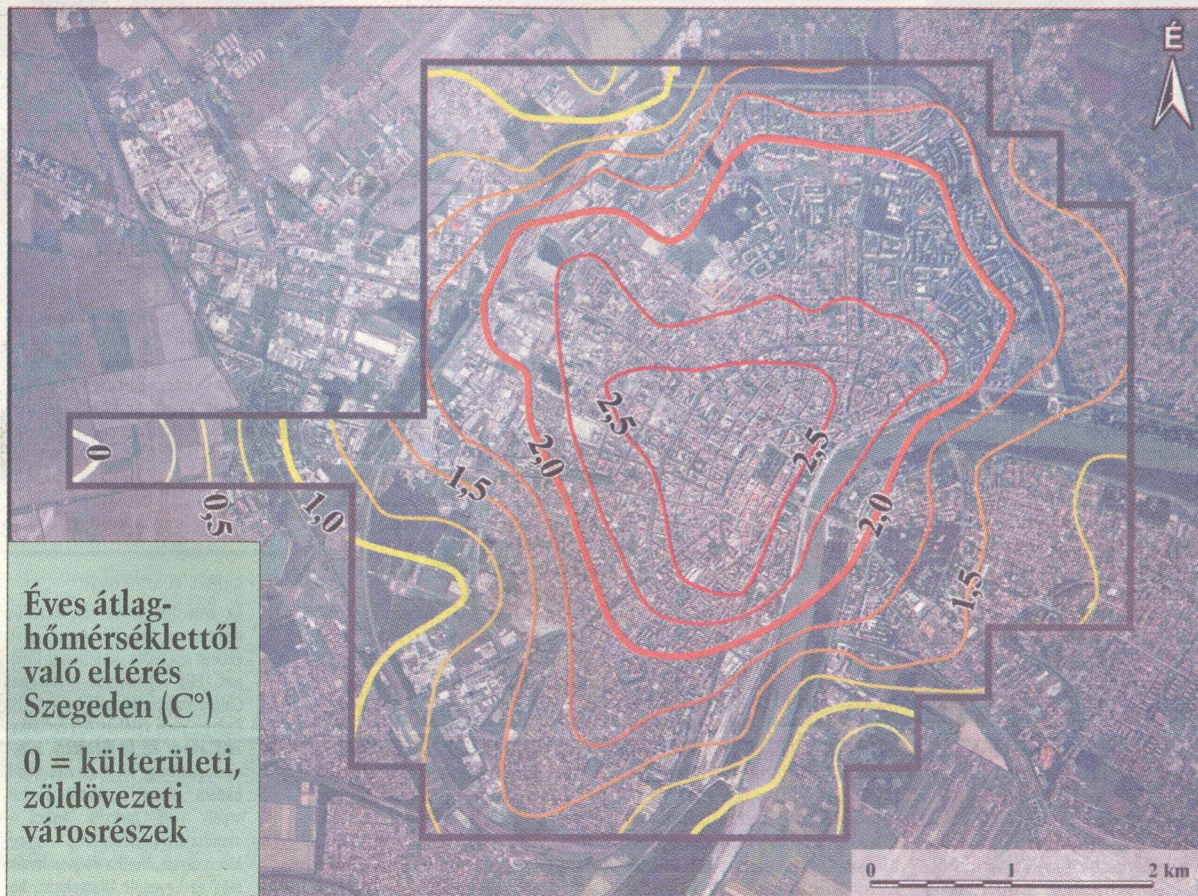 É
0
0,5
1,0
1,5
2,0
2,5
2,5
2,0
1,5
Éves átlag-
hőmérséklettől
való eltérés
Szegeden (C°)
0 = külterületi,
zöldövezeti
városrészek
0 1 2 km